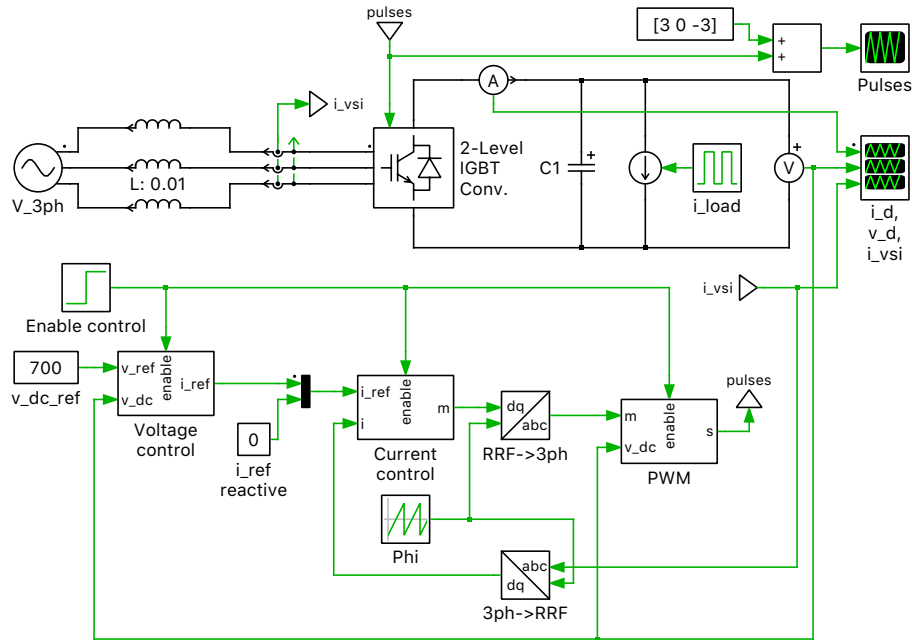 pulses
[3 0 -3]
+
+
Pulses
A
i_vsi
L: 0.01
V_3ph
2-Level
IGBT
Conv.
C1
+
i_load
+
V
i_d,
v_d,
i_vsi
i_vsi
Enable control
700
v_dc_ref
v_ref
v_dc
enable
i_ref
Voltage
control
0
i_ref
reactive
i_ref
i
enable
m
Current
control
dq
abc
RRF->3ph
m
v_dc
enable
s
PWM
pulses
Phi
abc
dq
3ph->RRF